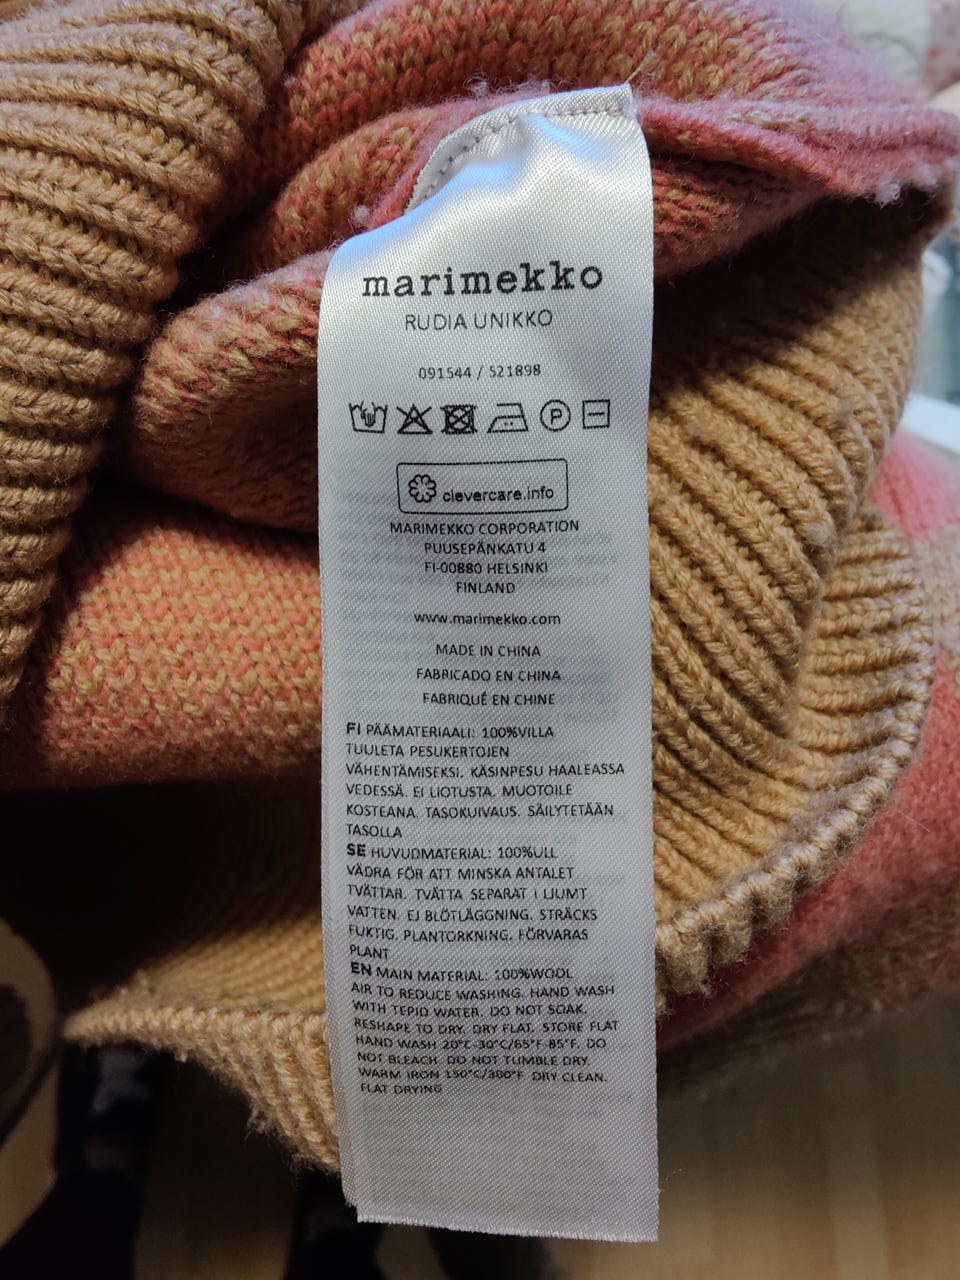 marimekko
RUDIA UNIKKO
091544 / 521898
P
clevercare.info
MARIMEKKO CORPORATION
PUUSEPÄNKATU 4
FI-00880 HELSINKI
FINLAND
www.marimekko.com
MADE IN CHINA
FABRICADO EN CHINA
FABRIQUÉ EN CHINE
FI PÄÄMATERIAALI: 100%VILLA
TUULETA PESUKERTOJEN
VÄHENTÄMISEKSI. KÄSINPESU HAALEASSA
VEDESSÄ. EI LIOTUSTA. MUOTOILE
KOSTEANA. TASOKUIVAUS. SÄILYTETÄÄN
TASOLLA
SE HUVUDMATERIAL: 100%ULL
VÄDRA FÖR ATT MINSKA ANTALET
TVÄTTAR. TVÄTTA SEPARAT I LJUMT
VATTEN. EJ BLÖTLÄGGNING. STRÄCKS
FUKTIG. PLANTORKNING. FÖRVARAS
PLANT
EN MAIN MATERIAL: 100%WOOL
AIR TO REDUCE WASHING. HAND WASH
WITH TEPID WATER. DO NOT SOAK.
RESHAPE TO DRY. DRY FLAT. STORE FLAT
HAND WASH 20°C-30°C/65°F-85°F. DO
NOT BLEACH. DO NOT TUMBLE DRY.
WARM IRON 150°C/300°F DRY CLEAN.
FLAT DRYING